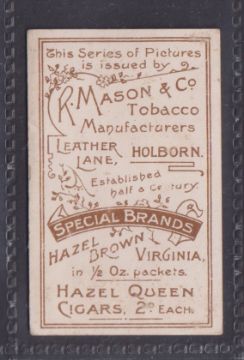 This Series of Pictures
is issued by
R. MASON & Co
Tobacco
Manufacturers
LEATHER
LANE, HOLBORN.
Established
half a Century.
SPECIAL BRANDS
HAZEL
BROWN VIRGINIA,
in ½ Oz. packets.
HAZEL QUEEN
CIGARS, 2D EACH.